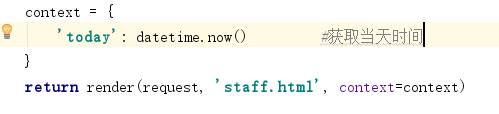 context = {
    'today': datetime.now()        #获取当天时间
}
return render(request, 'staff.html', context=context)